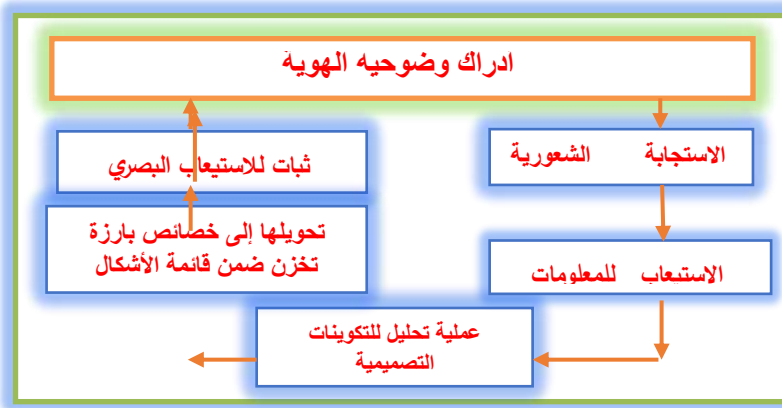 ادراك وضوحيه الهوية
الاستجابة الشعورية
ثبات للاستيعاب البصري
تحويلها إلى خصائص بارزة
تخزن ضمن قائمة الأشكال
الاستيعاب للمعلومات
عملية تحليل للتكوينات
التصميمية